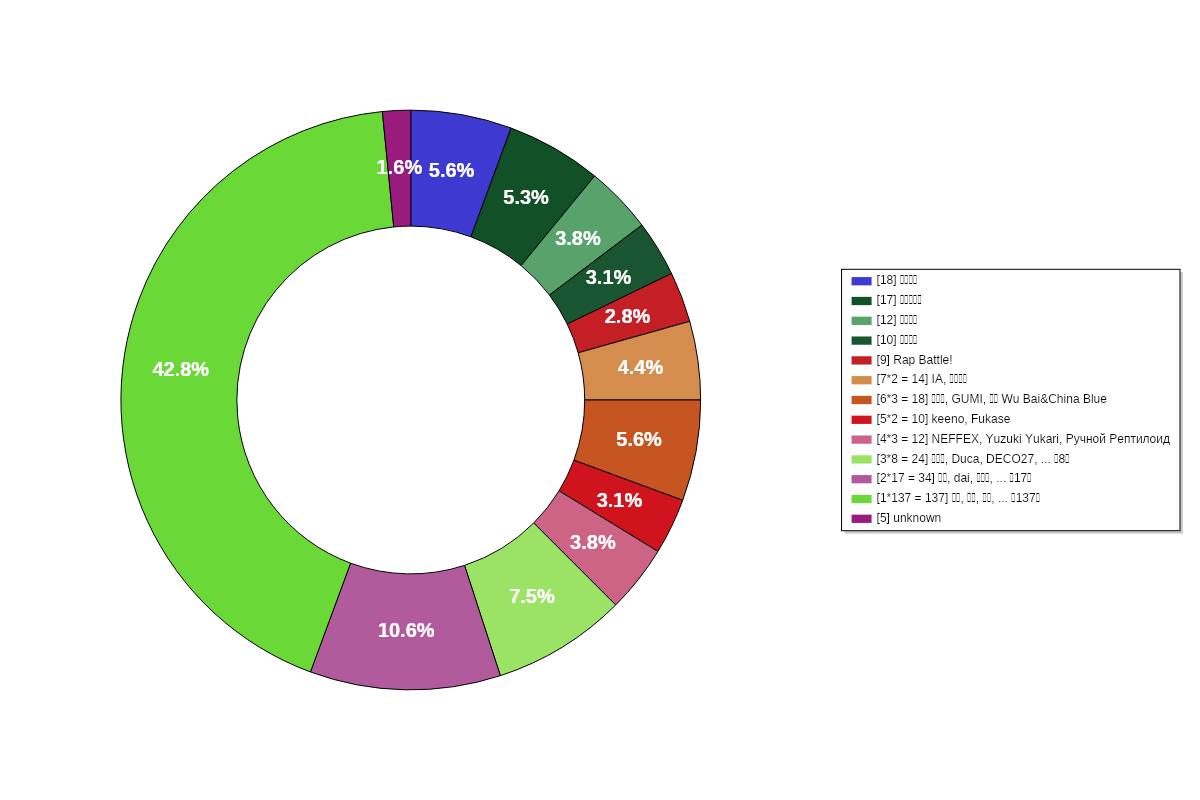 1.6%
5.6%
5.3%
3.8%
3.1%
2.8%
4.4%
5.6%
3.1%
3.8%
7.5%
10.6%
42.8%
[18]
[17]
[12]
[10]
[9] Rap Battle!
[7*2 = 14] IA,
[6*3 = 18] , GUMI, Wu Bai&China Blue
[5*2 = 10] keeno, Fukase
[4*3 = 12] NEFFEX, Yuzuki Yukari, Ручной Рептилоид
[3*8 = 24] , Duca, DECO27, ... 8
[2*17 = 34] , dai, , ... 17
[1*137 = 137] , , , ... 137
[5] unknown